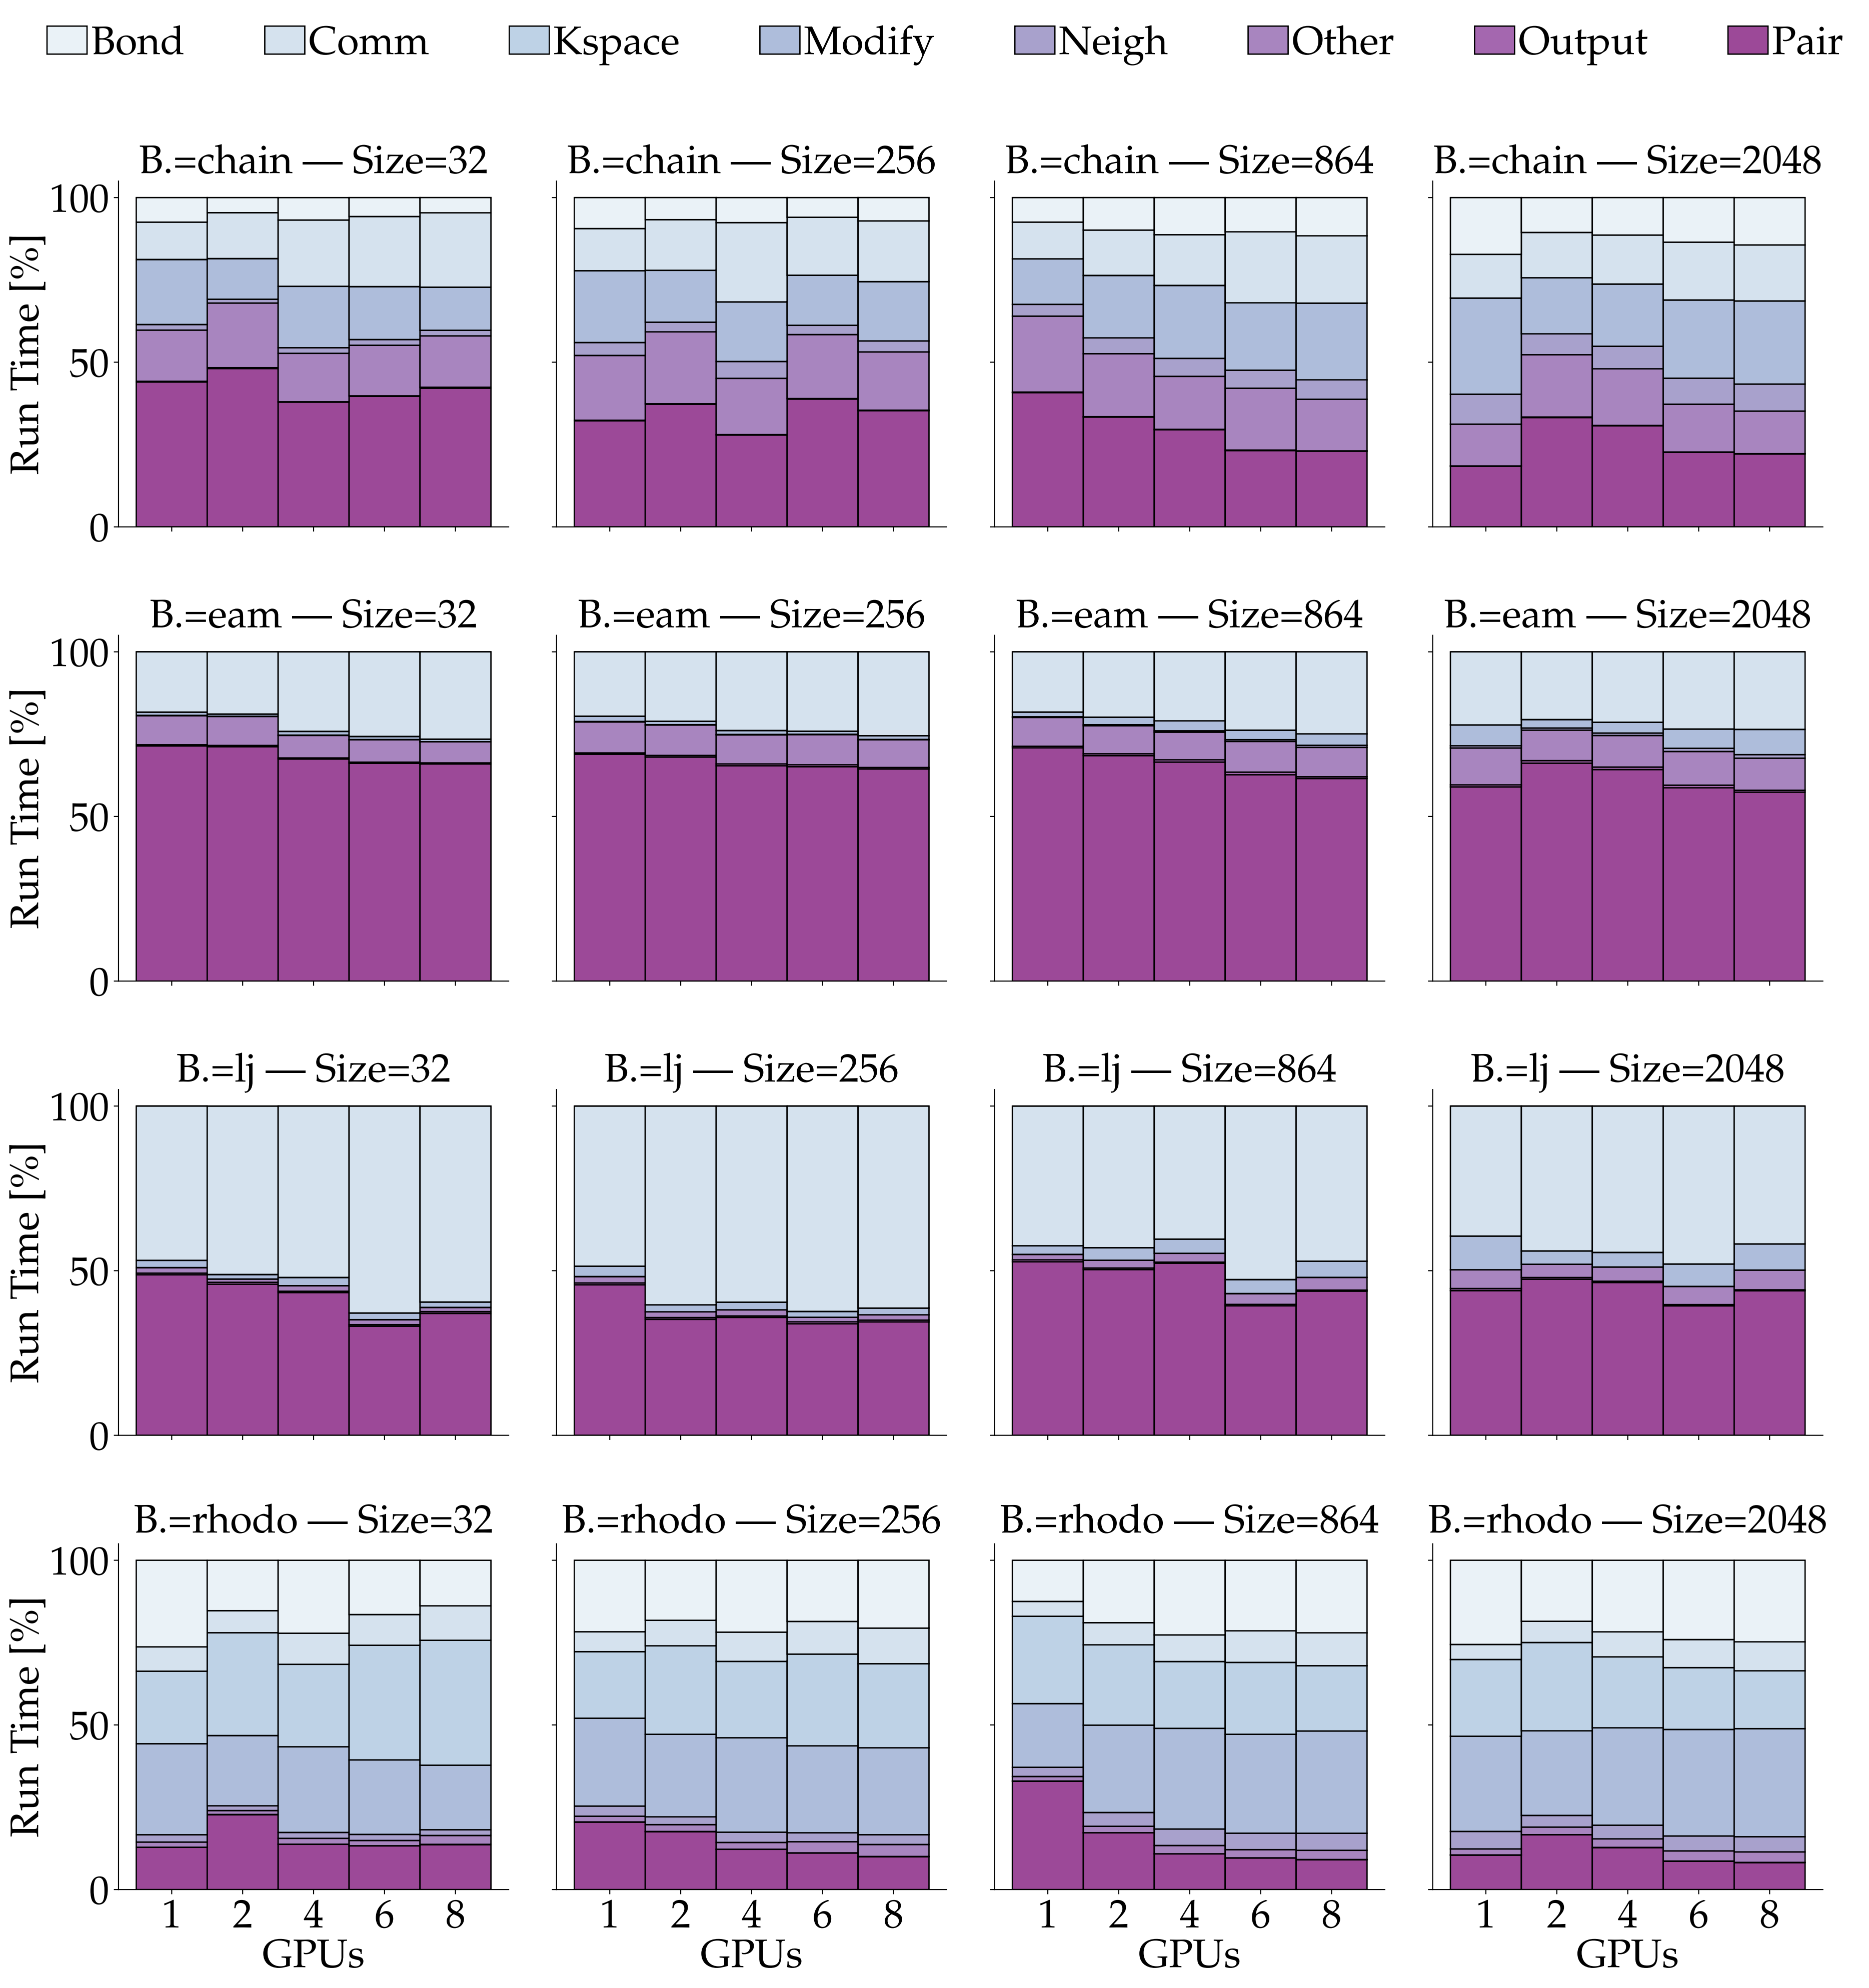 Bond Comm Kspace Modify Neigh Other Output Pair
B.=chain — Size=32 B.=chain — Size=256 B.=chain — Size=864 B.=chain — Size=2048
Run Time [%]
100
50
0
B.=eam — Size=32 B.=eam — Size=256 B.=eam — Size=864 B.=eam — Size=2048
Run Time [%]
100
50
0
B.=lj — Size=32 B.=lj — Size=256 B.=lj — Size=864 B.=lj — Size=2048
Run Time [%]
100
50
0
B.=rhodo — Size=32 B.=rhodo — Size=256 B.=rhodo — Size=864 B.=rhodo — Size=2048
Run Time [%]
100
50
0
1 2 4 6 8 1 2 4 6 8 1 2 4 6 8 1 2 4 6 8
GPUs GPUs GPUs GPUs